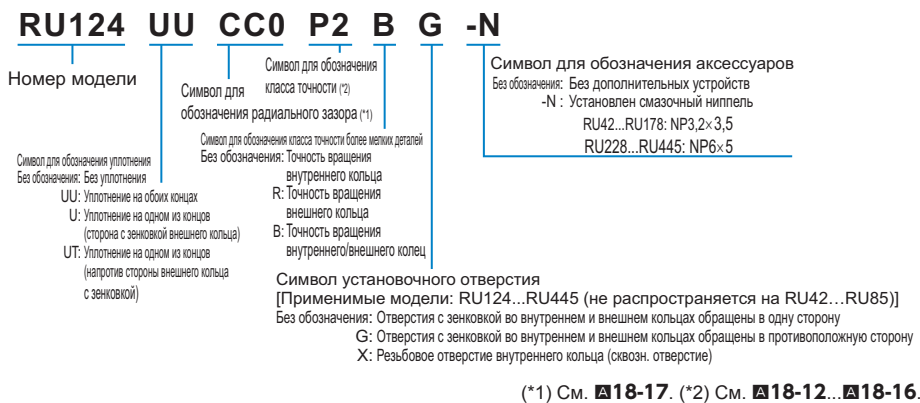 RU124 UU CC0 P2 B G -N
Номер модели
Символ для обозначения уплотнения
Без обозначения: Без уплотнения
UU: Уплотнение на обоих концах
U: Уплотнение на одном из концов
(сторона с зенковкой внешнего кольца)
UT: Уплотнение на одном из концов
(напротив стороны внешнего кольца
с зенковкой)
Символ для
обозначения радиального зазора (*1)
Символ для обозначения
класса точности (*2)
Символ для обозначения класса точности более мелких деталей
Без обозначения: Точность вращения
внутреннего кольца
R: Точность вращения
внешнего кольца
B: Точность вращения
внутреннего/внешнего колец
Символ установочного отверстия
[Применимые модели: RU124...RU445 (не распространяется на RU42…RU85)]
Без обозначения: Отверстия с зенковкой во внутреннем и внешнем кольцах обращены в одну сторону
G: Отверстия с зенковкой во внутреннем и внешнем кольцах обращены в противоположную сторону
X: Резьбовое отверстие внутреннего кольца (сквозн. отверстие)
Символ для обозначения аксессуаров
Без обозначения: Без дополнительных устройств
-N : Установлен смазочный ниппель
RU42...RU178: NP3,2×3,5
RU228...RU445: NP6×5
(*1) См. A18-17. (*2) См. A18-12...A18-16.